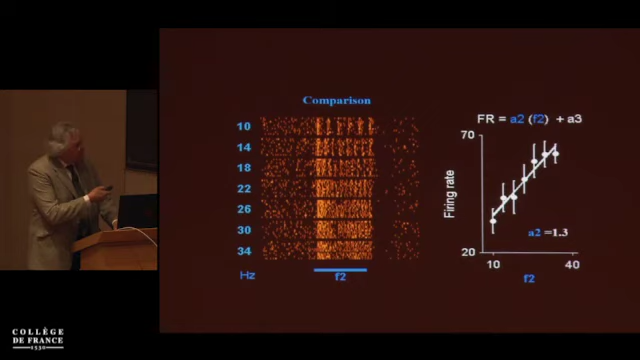 Comparison
10
14
18
22
26
30
34
Hz
f2
FR = a2 (f2) + a3
70
Firing rate
a2 =1.3
20
10
40
f2
COLLÈGE
DE FRANCE
1530